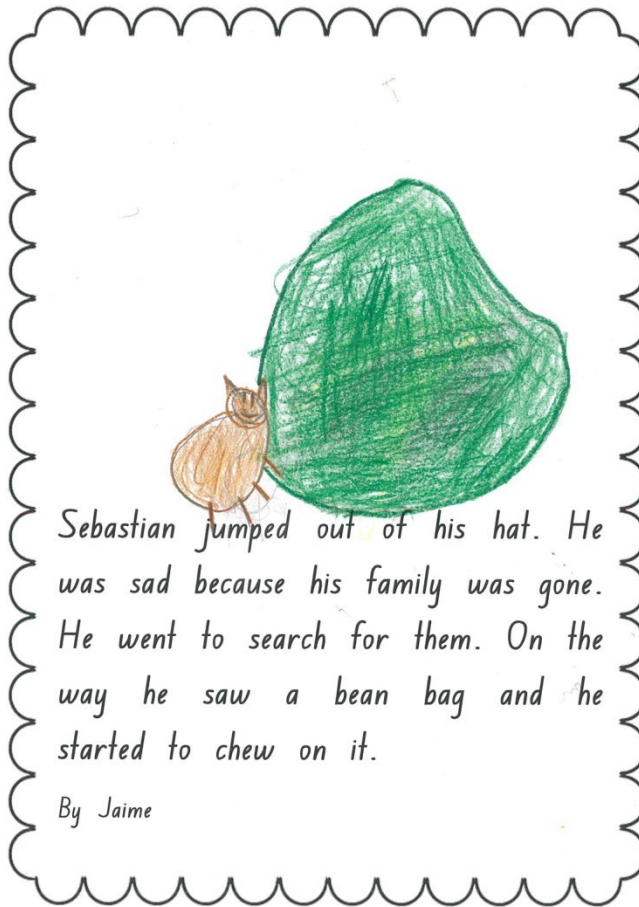 Sebastian jumped out of his hat. He
was sad because his family was gone.
He went to search for them. On the
way he saw a bean bag and he
started to chew on it.
By Jaime